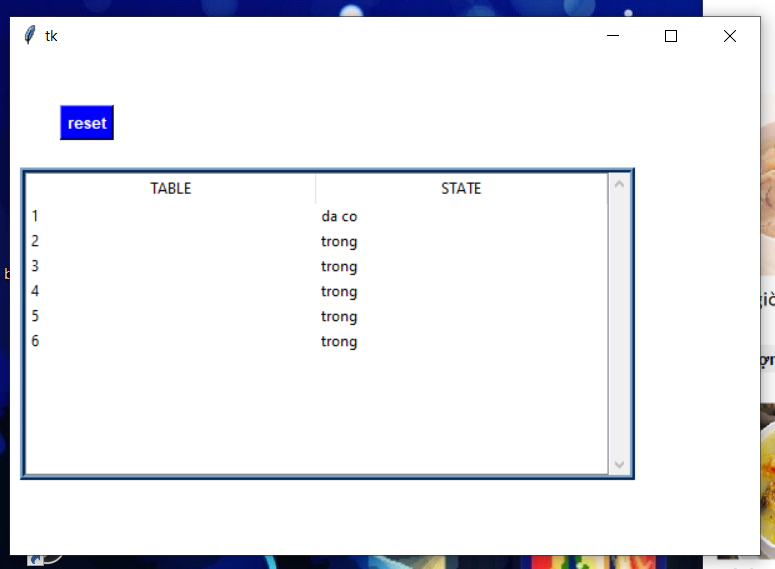 tk
reset
TABLE STATE
1 da co
2 trong
3 trong
4 trong
5 trong
6 trong